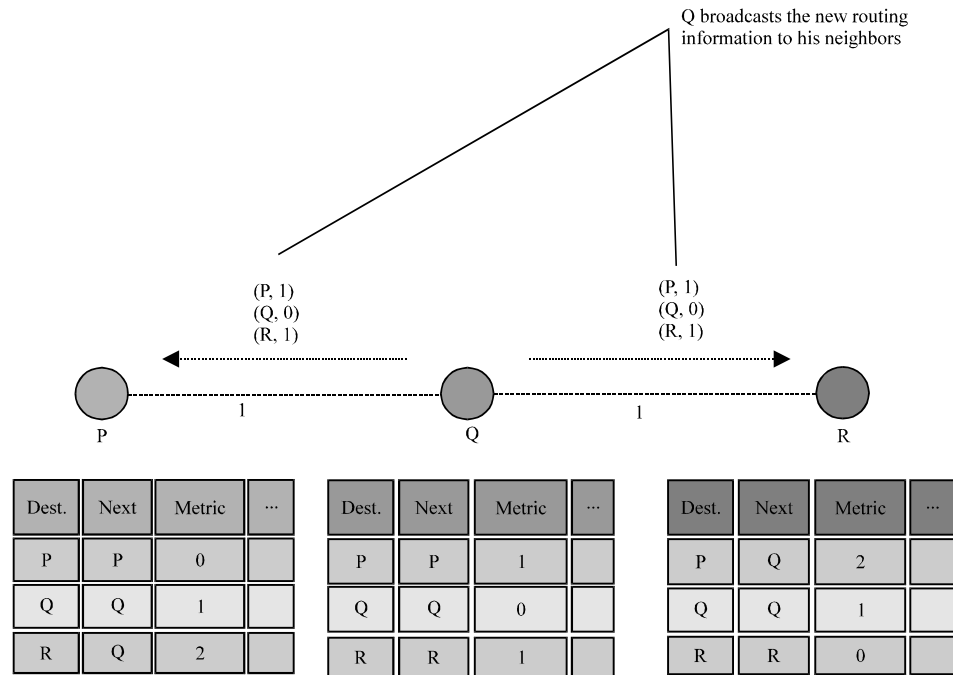 Q broadcasts the new routing
information to his neighbors
(P, 1)
(Q, 0)
(R, 1)
(P, 1)
(Q, 0)
(R, 1)
1
1
P
Q
R
Dest. Next Metric ...
P P 0
Q Q 1
R Q 2
Dest. Next Metric ...
P P 1
Q Q 0
R R 1
Dest. Next Metric ...
P Q 2
Q Q 1
R R 0